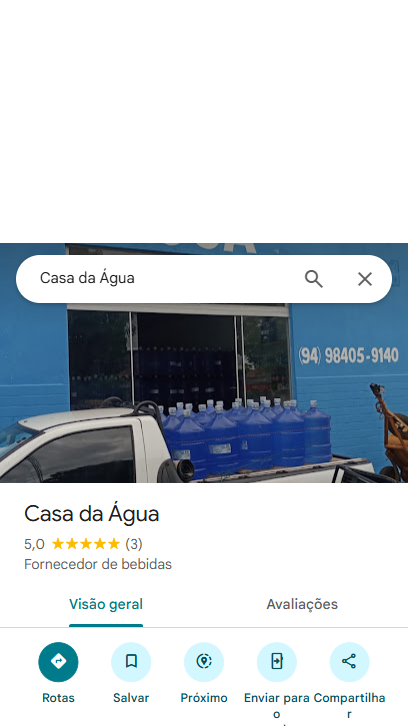 Casa da Água
(94) 98405-9140
Casa da Água
5,0 ★★★★★ (3)
Fornecedor de bebidas
Visão geral
Avaliações
Rotas
Salvar
Próximo
Enviar para
o
Compartilha
r